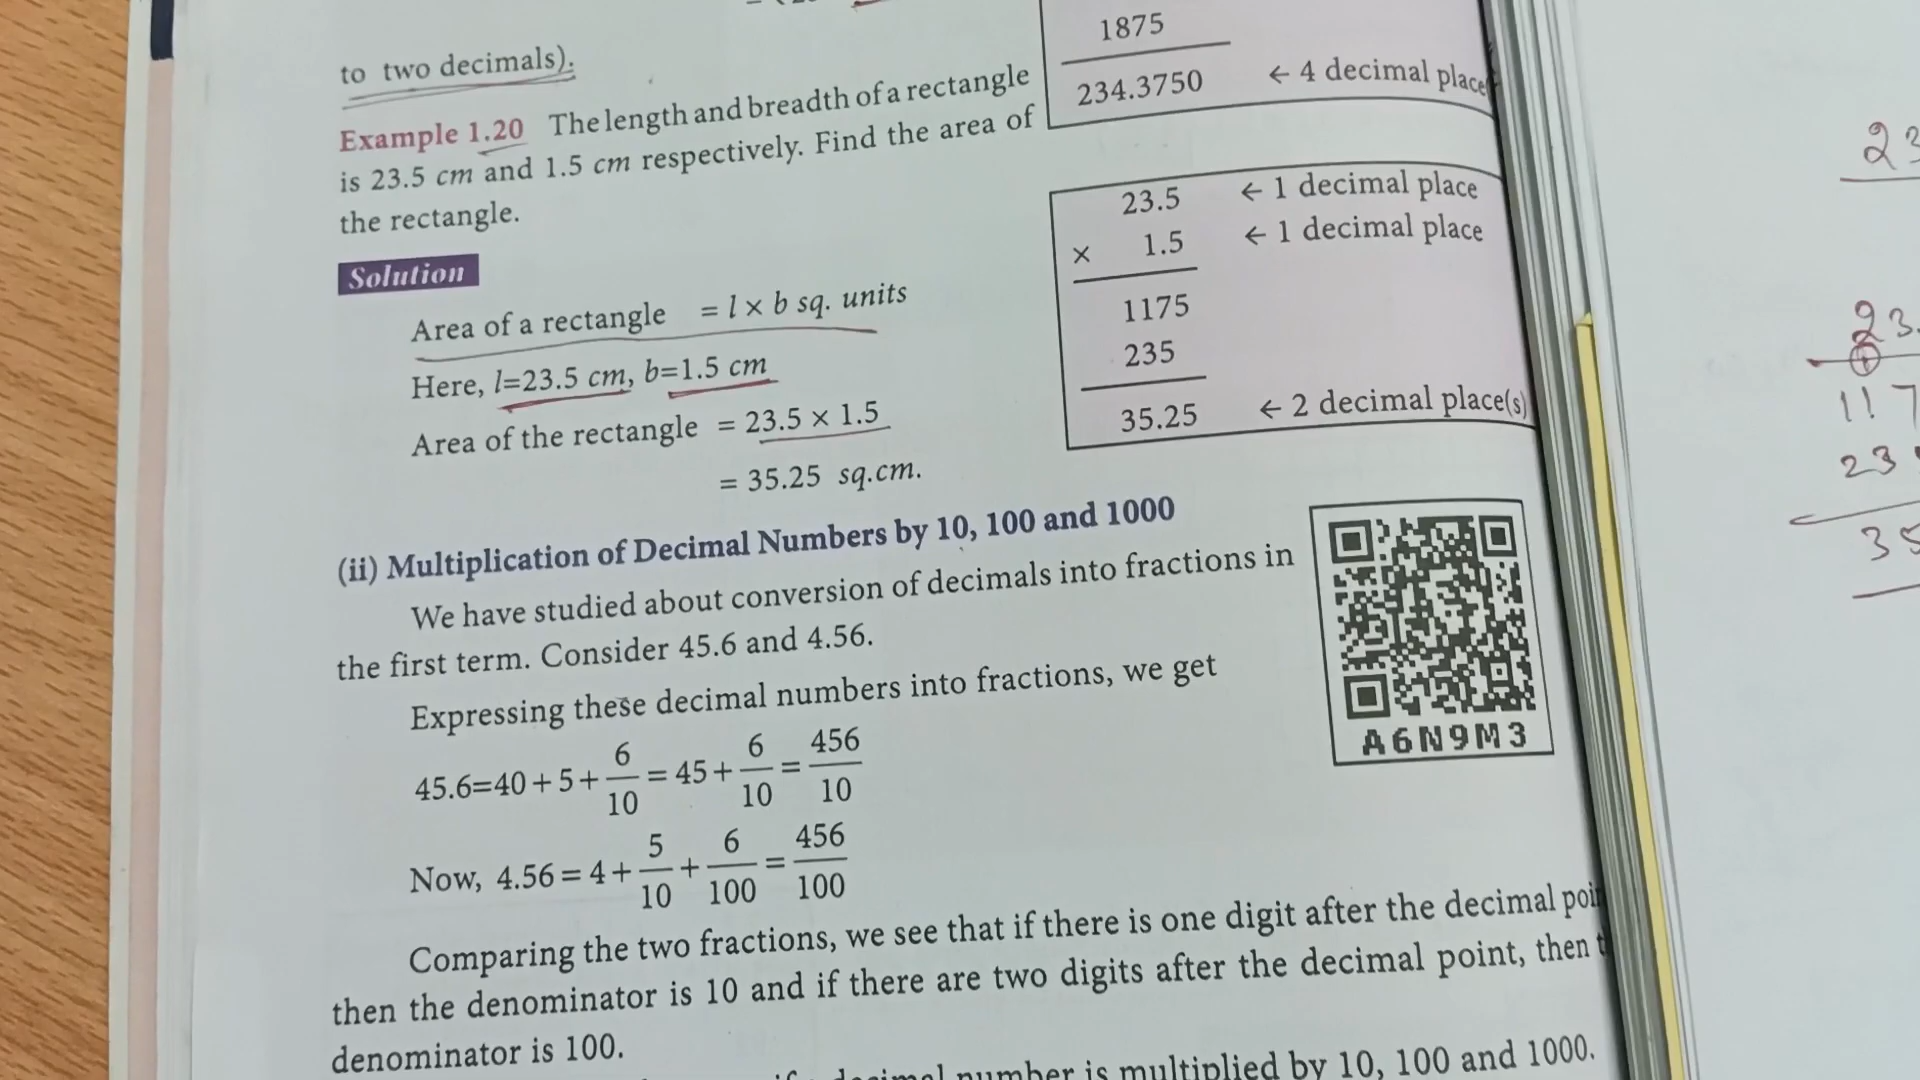 to two decimals).
Example 1.20 The length and breadth of a rectangle
is 23.5 cm and 1.5 cm respectively. Find the area of
the rectangle.
Solution
Area of a rectangle = l × b sq. units
Here, l=23.5 cm, b=1.5 cm
Area of the rectangle = 23.5 × 1.5
= 35.25 sq.cm.
1875
234.3750 ← 4 decimal place
23.5 ← 1 decimal place
× 1.5 ← 1 decimal place
1175
235
35.25 ← 2 decimal place(s)
(ii) Multiplication of Decimal Numbers by 10, 100 and 1000
We have studied about conversion of decimals into fractions in
the first term. Consider 45.6 and 4.56.
Expressing these decimal numbers into fractions, we get
45.6=40+5+6/10=45+6/10=456/10
Now, 4.56=4+5/10+6/100=456/100
A6N9M3
Comparing the two fractions, we see that if there is one digit after the decimal poin
then the denominator is 10 and if there are two digits after the decimal point, then t
denominator is 100.
decimal number is multiplied by 10, 100 and 1000.
23
23.
117
23
35